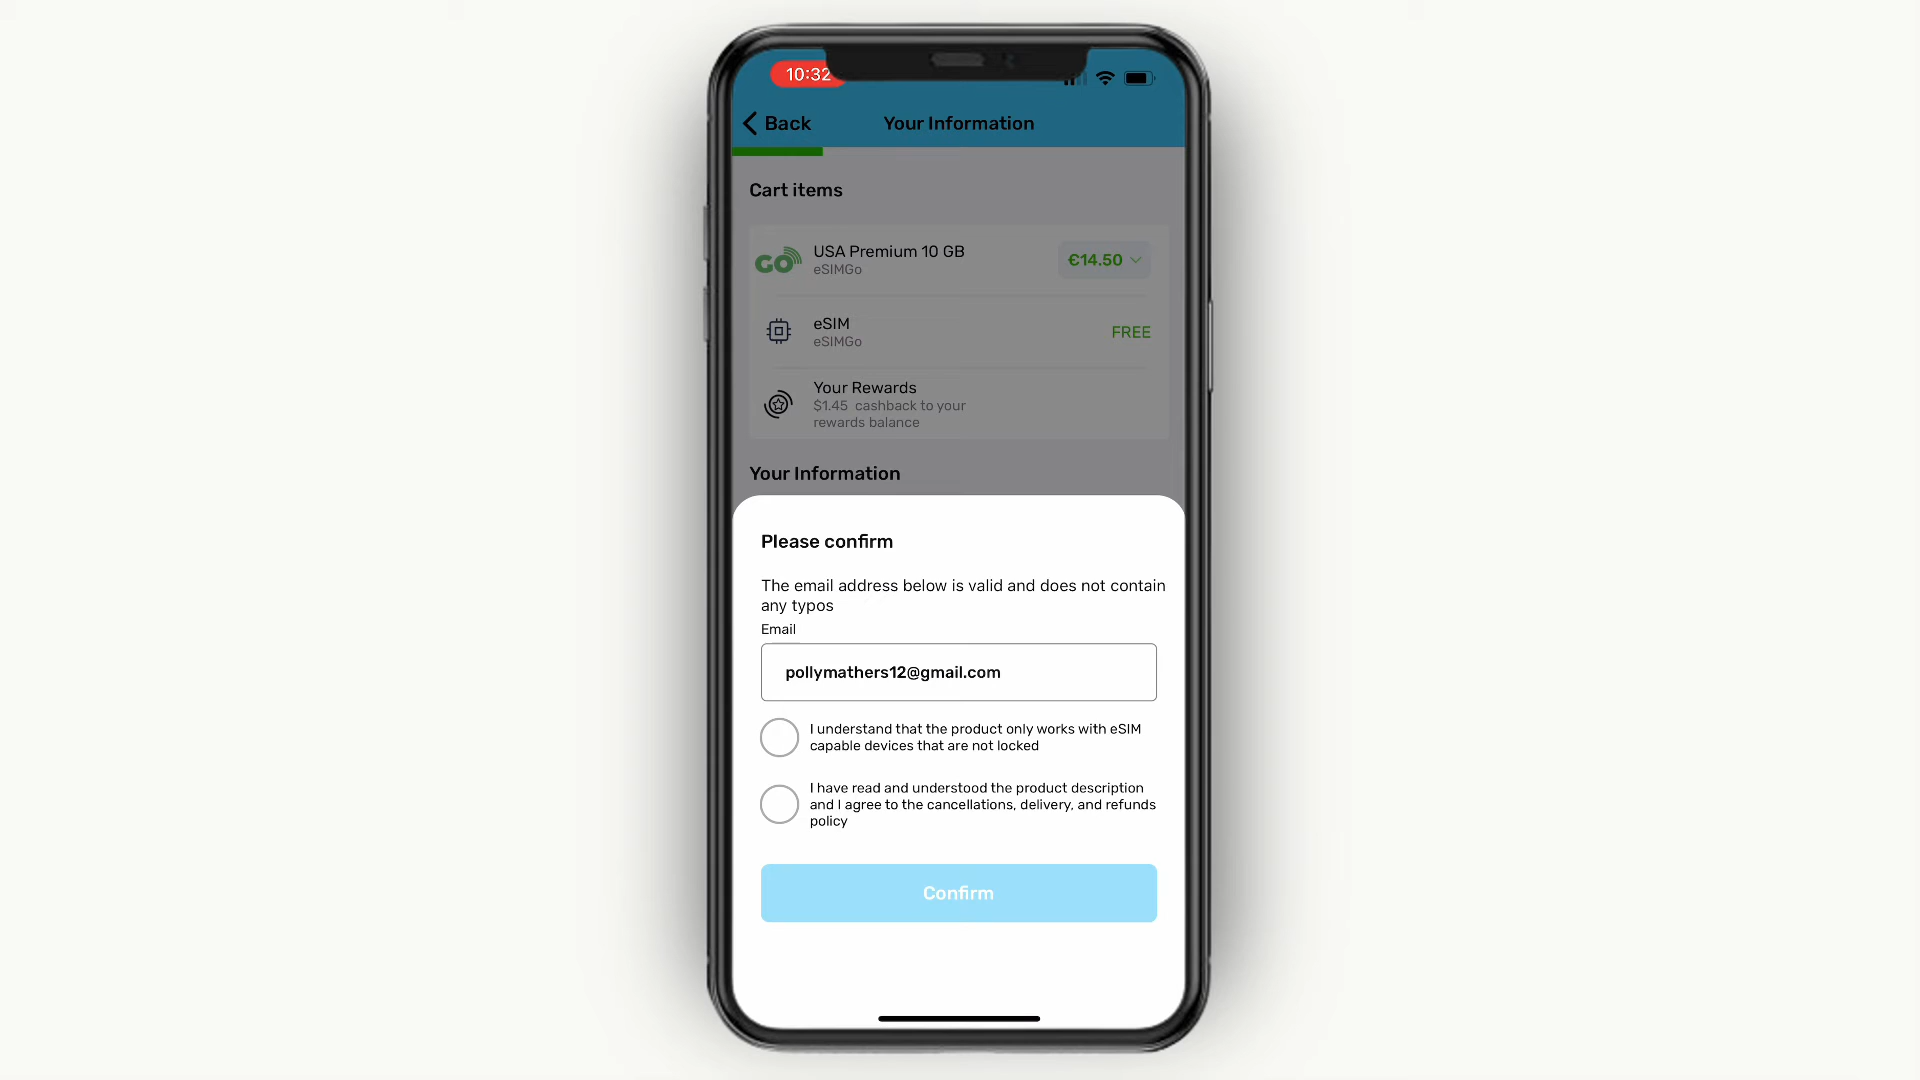 10:32
Back
Your Information
Cart items
GO
USA Premium 10 GB
eSIMGo
€14.50
eSIM
eSIMGo
FREE
Your Rewards
$1.45 cashback to your
rewards balance
Your Information
Please confirm
The email address below is valid and does not contain
any typos
Email
pollymathers12@gmail.com
I understand that the product only works with eSIM
capable devices that are not locked
I have read and understood the product description
and I agree to the cancellations, delivery, and refunds
policy
Confirm